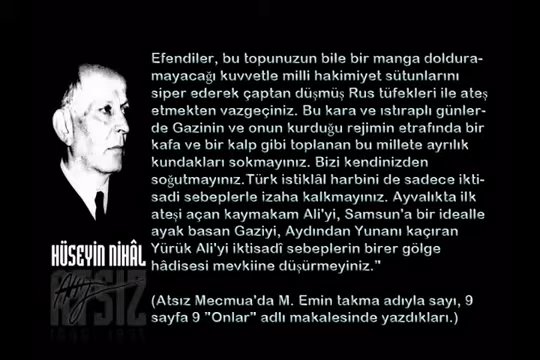 Efendiler, bu topunuzun bile bir manga doldura-
mayacağı kuvvetle milli hakimiyet sütunlarını
siper ederek çaptan düşmüş Rus tüfekleri ile ateş
etmekten vazgeçiniz. Bu kara ve ıstıraplı günler-
de Gazinin ve onun kurduğu rejimin etrafında bir
kafa ve bir kalp gibi toplanan bu millete ayrılık
kundakları sokmayınız. Bizi kendinizden
soğutmayınız.Türk istiklâl harbini de sadece ikti-
sadi sebeplerle izaha kalkmayınız. Ayvalıkta ilk
ateşi açan kaymakam Ali'yi, Samsun'a bir idealle
ayak basan Gaziyi, Aydından Yunanı kaçıran
Yürük Ali'yi iktisadî sebeplerin birer gölge
hâdisesi mevkiine düşürmeyiniz."
(Atsız Mecmua'da M. Emin takma adıyla sayı, 9
sayfa 9 "Onlar" adlı makalesinde yazdıkları.)
HÜSEYİN NİHÂL
ATSIZ